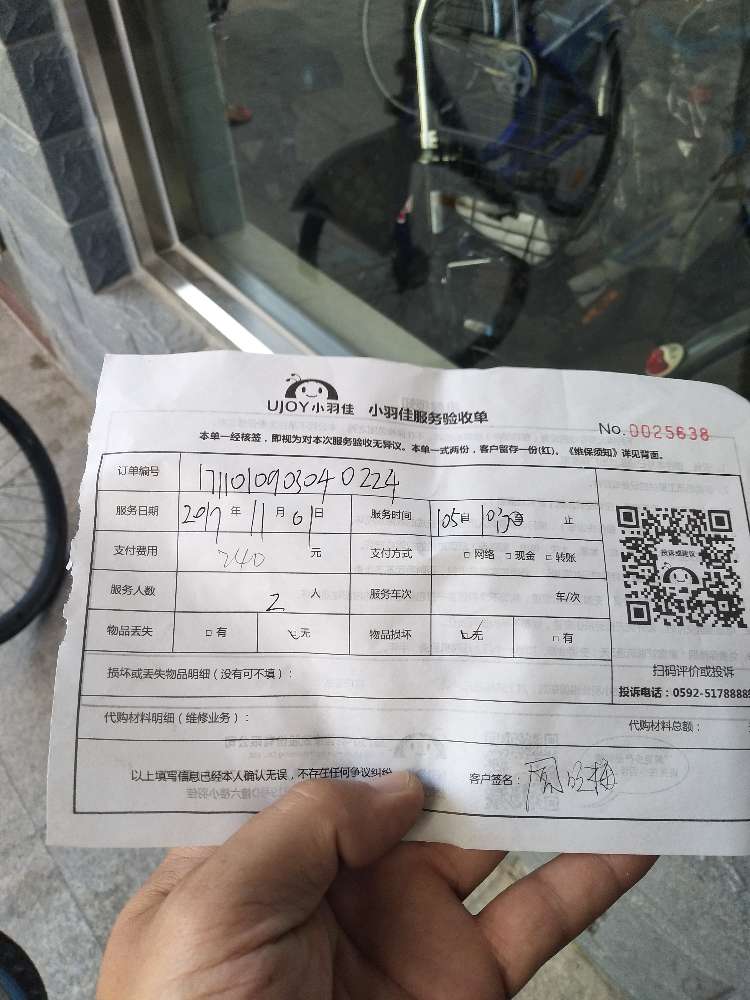 UJOY小羽佳 小羽佳服务验收单
No.0025638
本单一经核签，即视为对本次服务验收无异议。本单一式两份，客户留存一份(红)。《维保须知》详见背面。
订单编号 171101090304 0224
服务日期 2017 年 11 月 01 日 服务时间 止
支付费用 240 元 支付方式 □ 网络 □ 现金 □ 转账
服务人数 2 人 服务车次 车/次
物品丢失 □ 有 无 物品损坏 无 □ 有
损坏或丢失物品明细（没有可不填）：
投诉或建议
扫码评价或投诉
投诉电话：0592-5178888
代购材料明细（维修业务）： 代购材料总额：
以上填写信息已经本人确认无误，不存在任何争议纠纷 客户签名：